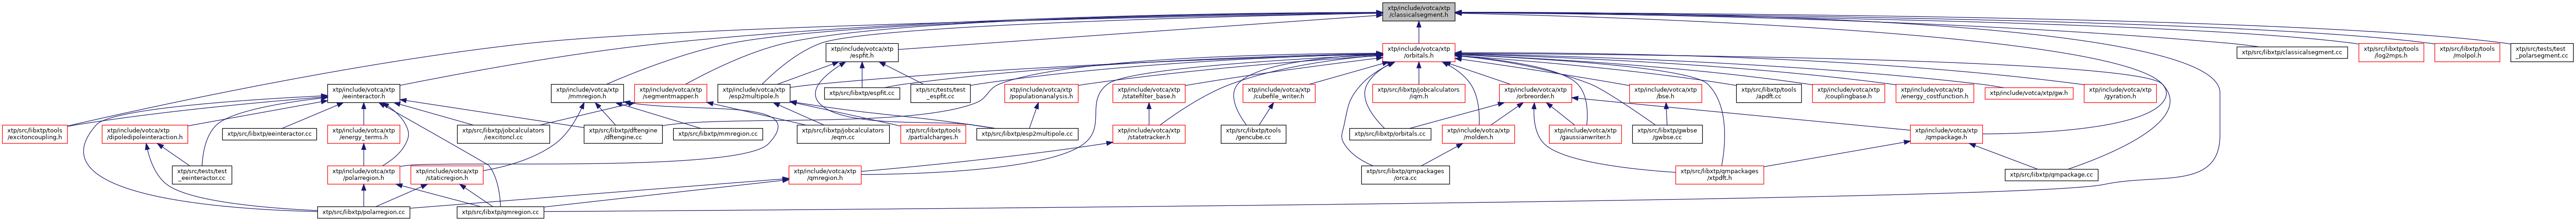 xtp/include/votca/xtp
/classicalsegment.h
xtp/include/votca/xtp
/espfit.h
xtp/include/votca/xtp
/orbitals.h
xtp/src/libxtp/classicalsegment.cc
xtp/src/libxtp/tools
/log2mps.h
xtp/src/libxtp/tools
/molpol.h
xtp/src/tests/test
_polarsegment.cc
xtp/include/votca/xtp
/eeinteractor.h
xtp/include/votca/xtp
/mmregion.h
xtp/include/votca/xtp
/segmentmapper.h
xtp/include/votca/xtp
/esp2multipole.h
xtp/src/libxtp/espfit.cc
xtp/src/tests/test
_espfit.cc
xtp/include/votca/xtp
/populationanalysis.h
xtp/include/votca/xtp
/statefilter_base.h
xtp/include/votca/xtp
/cubefile_writer.h
xtp/src/libxtp/jobcalculators
/iqm.h
xtp/include/votca/xtp
/orbreorder.h
xtp/include/votca/xtp
/bse.h
xtp/src/libxtp/tools
/apdft.cc
xtp/include/votca/xtp
/couplingbase.h
xtp/include/votca/xtp
/energy_costfunction.h
xtp/include/votca/xtp/gw.h
xtp/include/votca/xtp
/gyration.h
xtp/src/libxtp/tools
/excitoncoupling.h
xtp/include/votca/xtp
/dipoledipoleinteraction.h
xtp/src/libxtp/eeinteractor.cc
xtp/include/votca/xtp
/energy_terms.h
xtp/src/libxtp/jobcalculators
/iexcitoncl.cc
xtp/src/libxtp/dftengine
/dftengine.cc
xtp/src/libxtp/mmregion.cc
xtp/src/libxtp/jobcalculators
/eqm.cc
xtp/src/libxtp/tools
/partialcharges.h
xtp/src/libxtp/esp2multipole.cc
xtp/include/votca/xtp
/statetracker.h
xtp/src/libxtp/tools
/gencube.cc
xtp/src/libxtp/orbitals.cc
xtp/include/votca/xtp
/molden.h
xtp/include/votca/xtp
/gaussianwriter.h
xtp/src/libxtp/gwbse
/gwbse.cc
xtp/include/votca/xtp
/qmpackage.h
xtp/src/tests/test
_eeinteractor.cc
xtp/include/votca/xtp
/polarregion.h
xtp/include/votca/xtp
/staticregion.h
xtp/include/votca/xtp
/qmregion.h
xtp/src/libxtp/qmpackages
/orca.cc
xtp/src/libxtp/qmpackages
/xtpdft.h
xtp/src/libxtp/qmpackage.cc
xtp/src/libxtp/polarregion.cc
xtp/src/libxtp/qmregion.cc